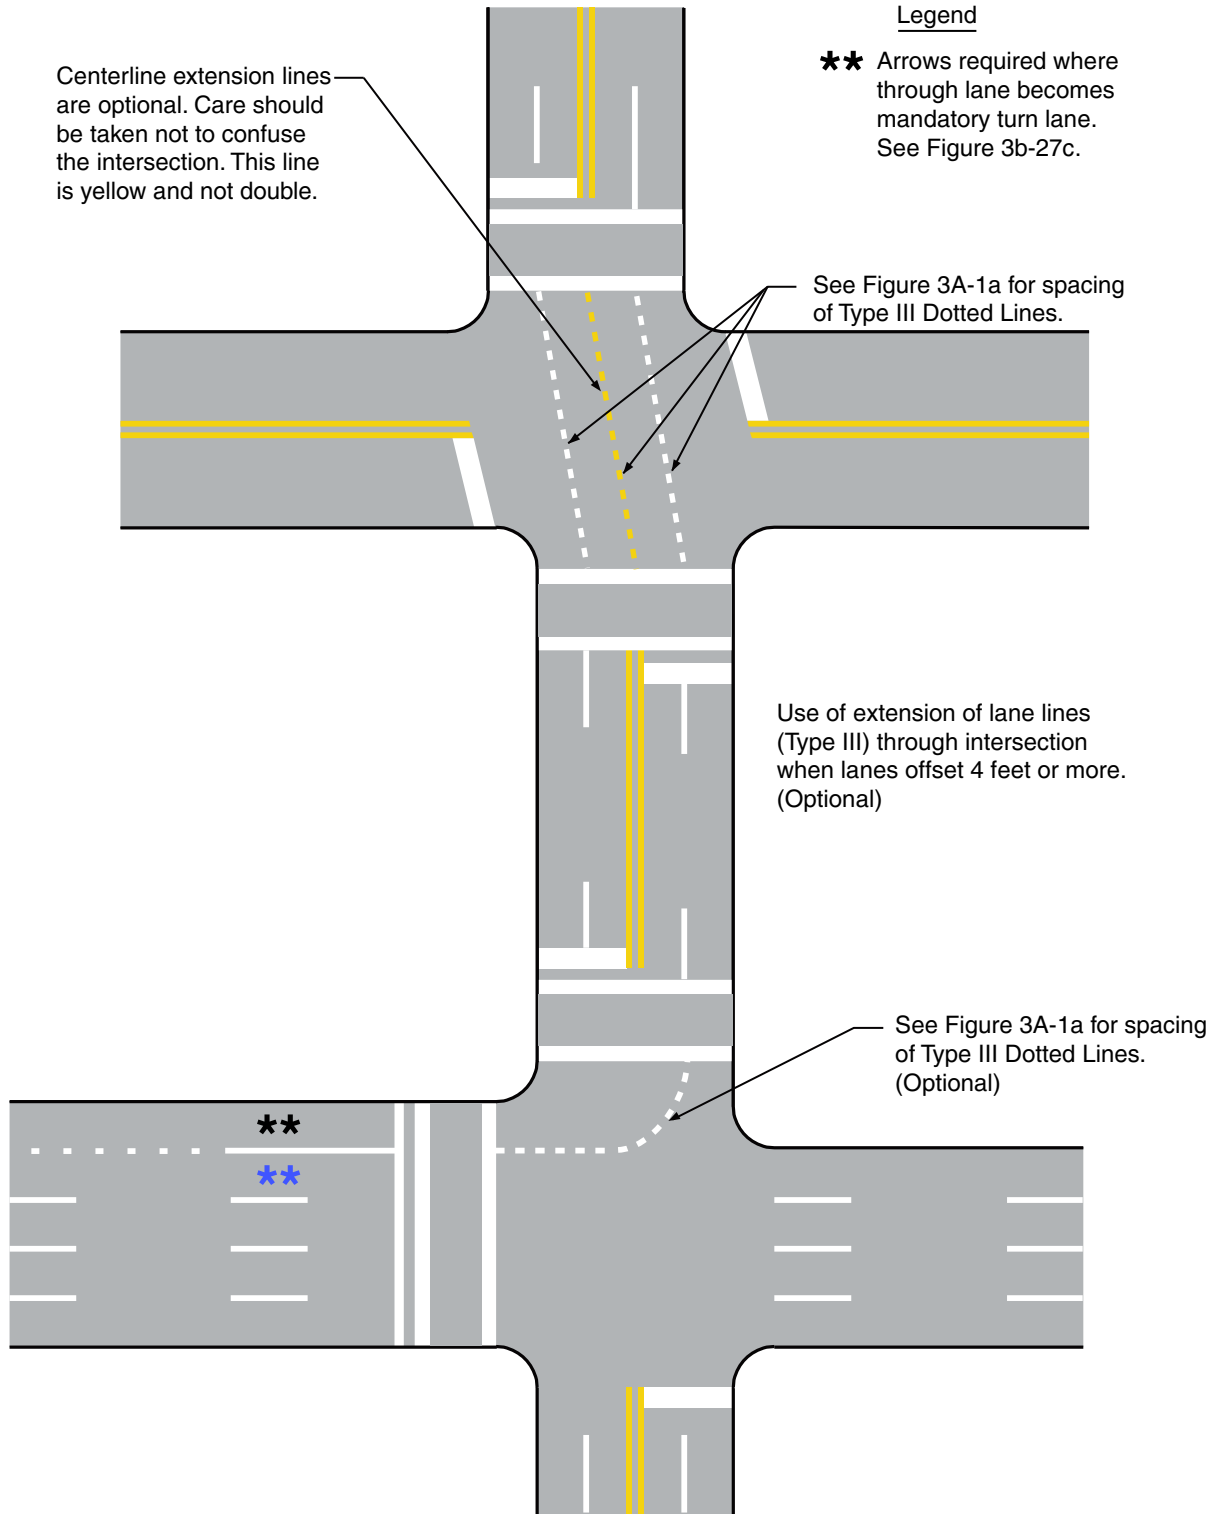 Legend
** Arrows required where
through lane becomes
mandatory turn lane.
See Figure 3b-27c.
Centerline extension lines
are optional. Care should
be taken not to confuse
the intersection. This line
is yellow and not double.
See Figure 3A-1a for spacing
of Type III Dotted Lines.
Use of extension of lane lines
(Type III) through intersection
when lanes offset 4 feet or more.
(Optional)
See Figure 3A-1a for spacing
of Type III Dotted Lines.
(Optional)
**
**